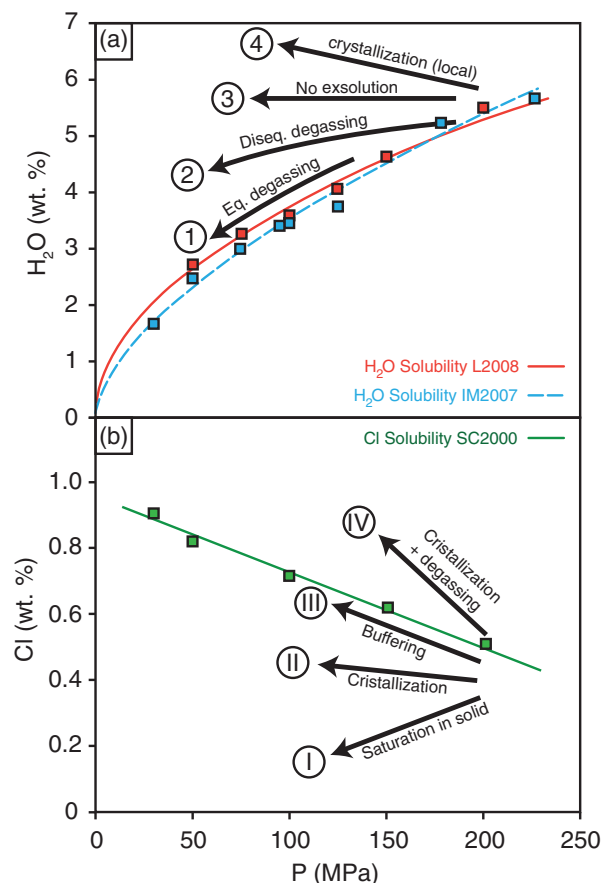 (a)
7
6
5
4
3
2
1
0
H₂O (wt. %)
4
crystallization (local)
3
No exsolution
2
Diseq. degassing
1
Eq. degassing
H₂O Solubility L2008
H₂O Solubility IM2007
(b)
Cl Solubility SC2000
1.0
0.8
0.6
0.4
0.2
0
Cl (wt. %)
IV
Cristallization
+ degassing
III
Buffering
II
Cristallization
I
Saturation in solid
0 50 100 150 200 250
P (MPa)